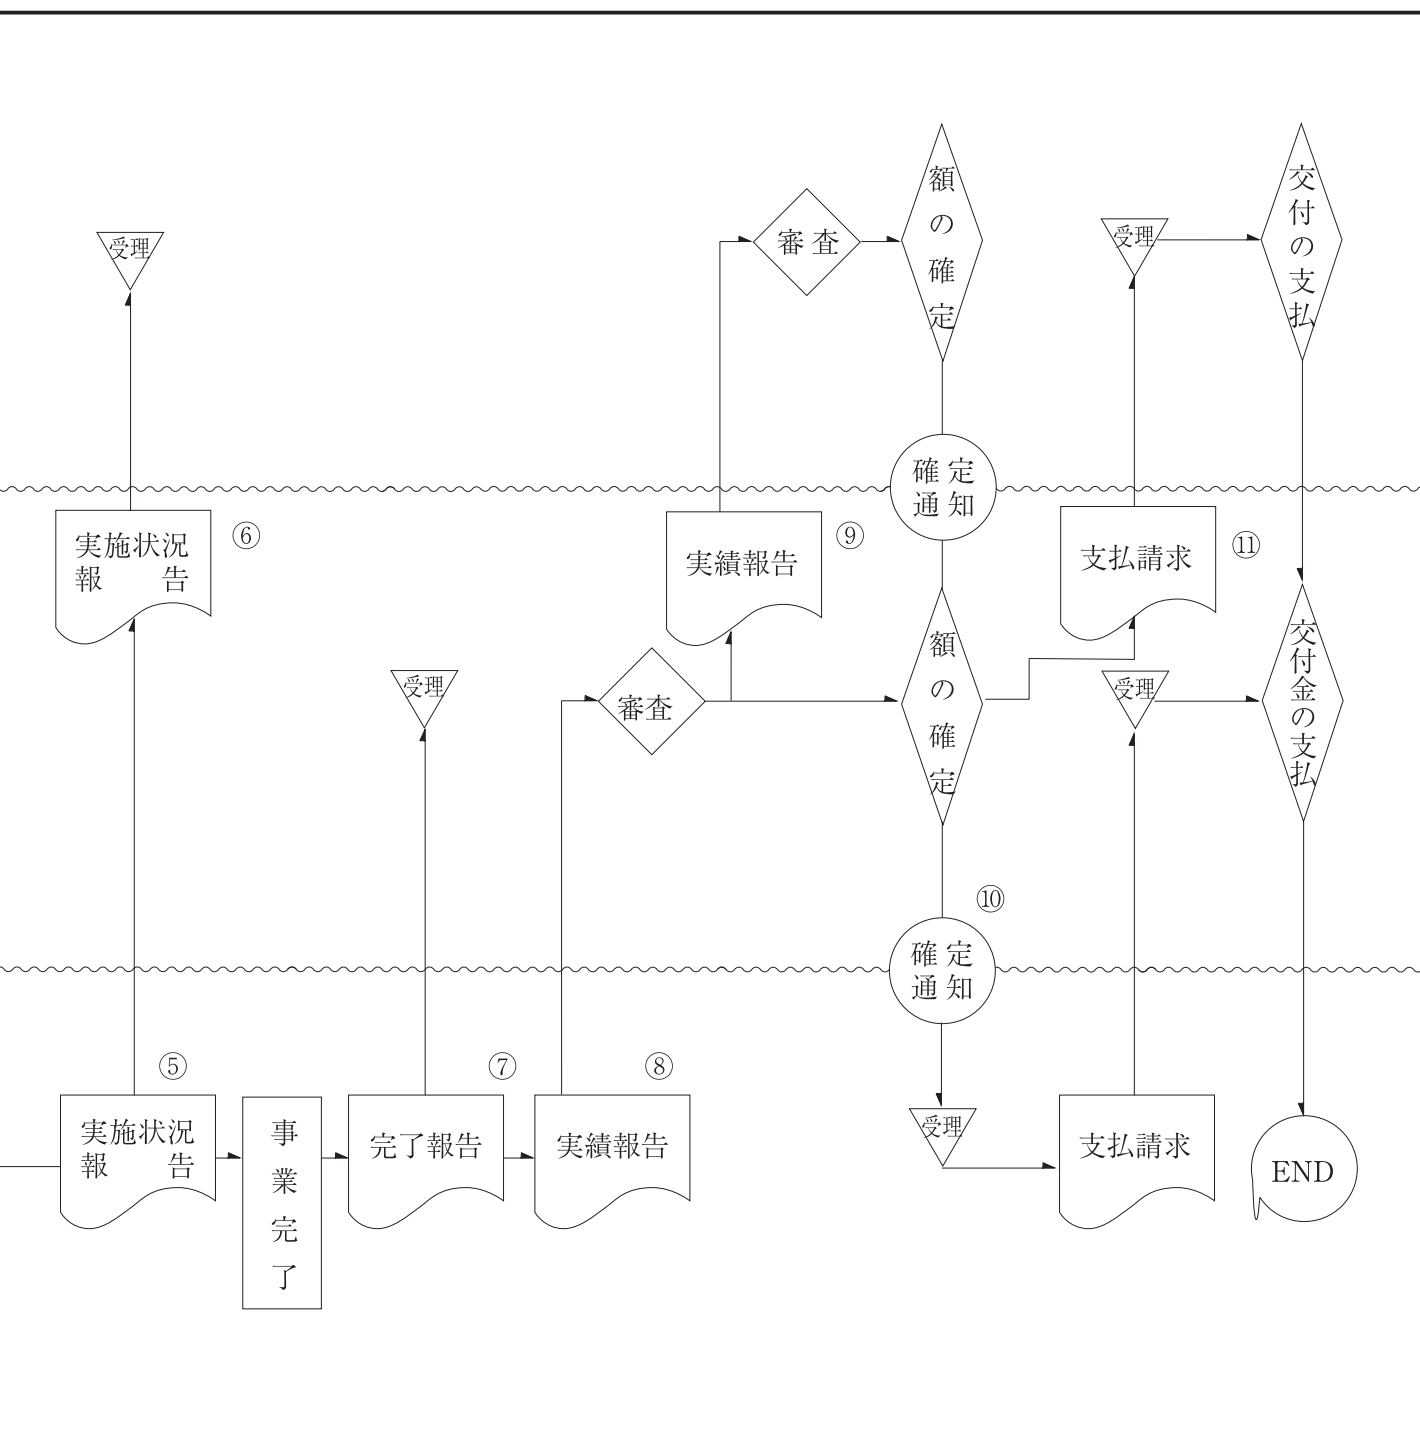 受理
審査
額の確定
受理
交付の支払
確定
通知
実施状況
報告
⑥
実績報告
⑨
支払請求
⑪
受理
審査
額の確定
受理
交付金の支払
⑩
確定
通知
⑤
実施状況
報告
事業完了
⑦
完了報告
⑧
実績報告
受理
支払請求
END